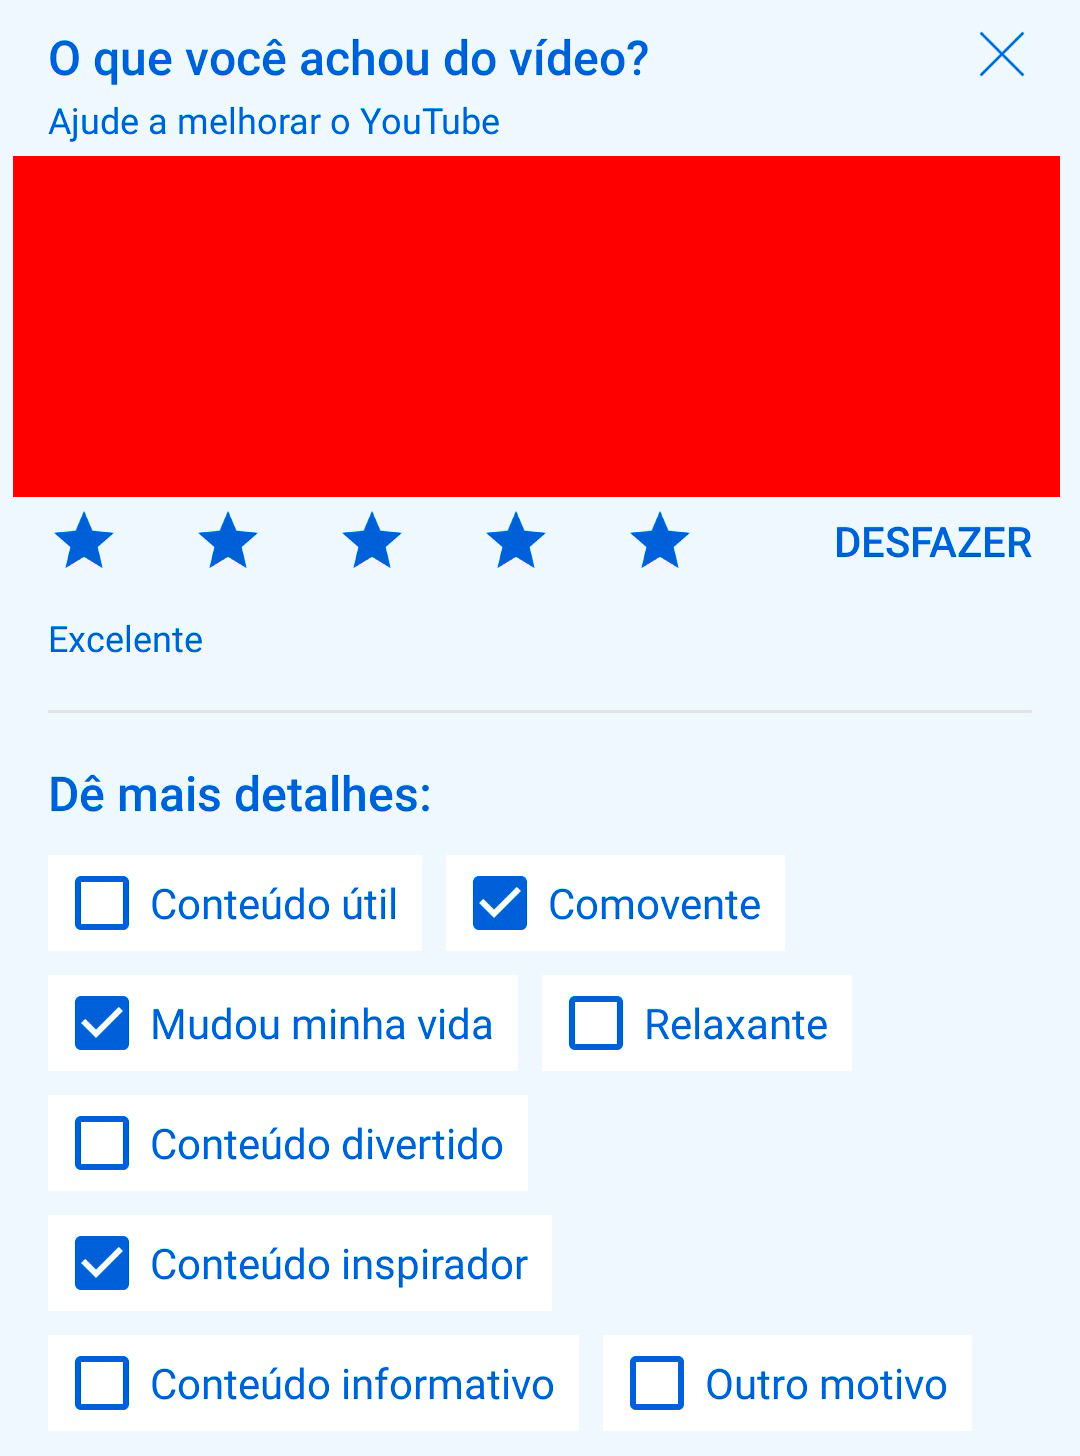 O que você achou do vídeo?
Ajude a melhorar o YouTube
DESFAZER
Excelente
Dê mais detalhes:
Conteúdo útil
Comovente
Mudou minha vida
Relaxante
Conteúdo divertido
Conteúdo inspirador
Conteúdo informativo
Outro motivo